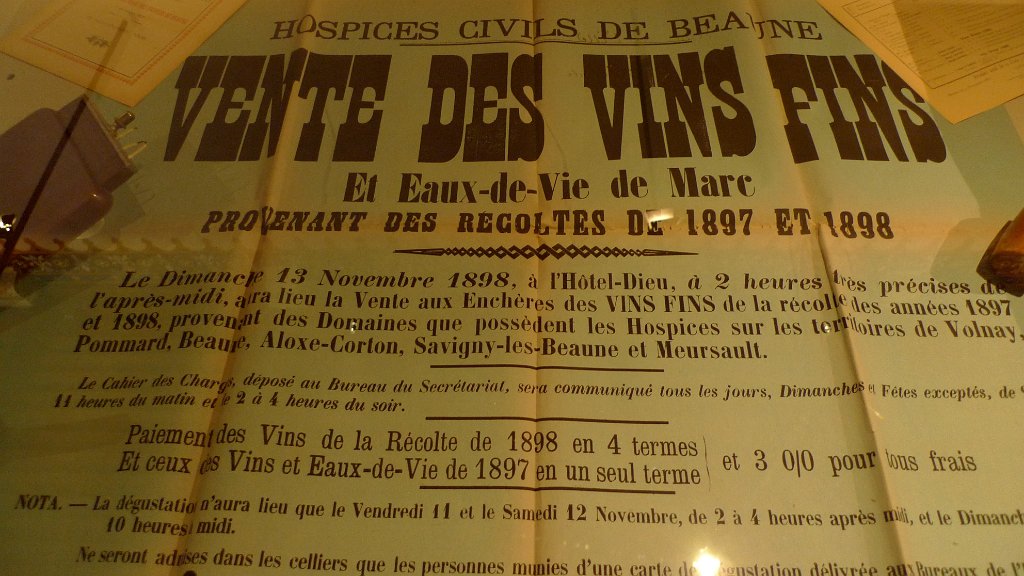 HOSPICES CIVILS DE BEAUNE
VENTE DES VINS FINS
Et Eaux-de-Vie de Marc
PROVENANT DES RÉCOLTES DE 1897 ET 1898
Le Dimanche 13 Novembre 1898, à l'Hôtel-Dieu, à 2 heures très précises de
l'après-midi, aura lieu la Vente aux Enchères des VINS FINS de la récolte des années 1897
et 1898, provenant des Domaines que possèdent les Hospices sur les territoires de Volnay,
Pommard, Beaune, Aloxe-Corton, Savigny-les-Beaune et Meursault.
Le Cahier des Charges, déposé au Bureau du Secrétariat, sera communiqué tous les jours, Dimanches et Fêtes exceptés, de
11 heures du matin et de 2 à 4 heures du soir.
Paiement des Vins de la Récolte de 1898 en 4 termes
Et ceux des Vins et Eaux-de-Vie de 1897 en un seul terme
et 3 0/0 pour tous frais
NOTA. — La dégustation n'aura lieu que le Vendredi 11 et le Samedi 12 Novembre, de 2 à 4 heures après midi, et le Dimanch
10 heures midi.
Ne seront admises dans les celliers que les personnes munies d'une carte de dégustation délivrée aux Bureaux de l'H